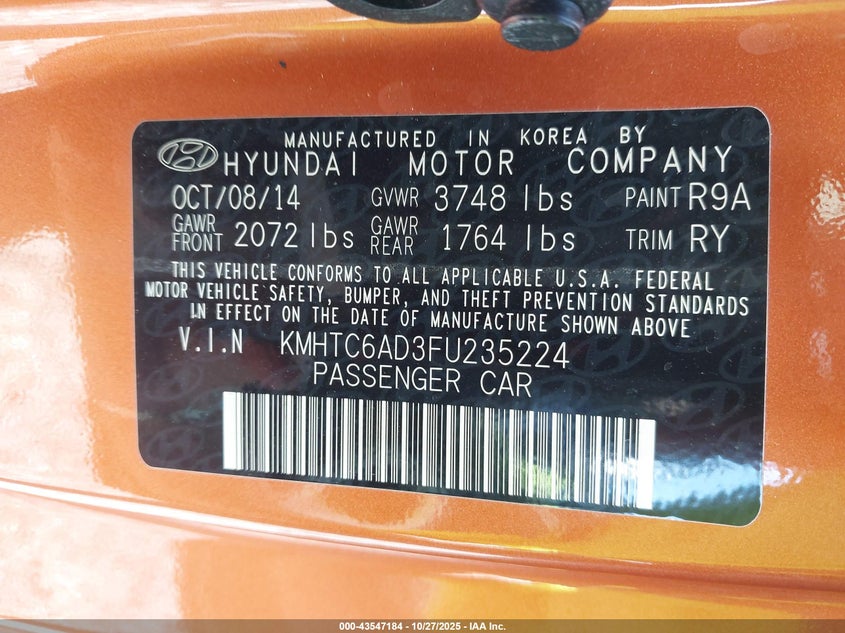 MANUFACTURED IN KOREA BY
HYUNDAI MOTOR COMPANY
OCT/08/14 GVWR 3748 lbs PAINT R9A
GAWR FRONT 2072 lbs GAWR REAR 1764 lbs TRIM RY
THIS VEHICLE CONFORMS TO ALL APPLICABLE U.S.A. FEDERAL
MOTOR VEHICLE SAFETY, BUMPER, AND THEFT PREVENTION STANDARDS
IN EFFECT ON THE DATE OF MANUFACTURE SHOWN ABOVE
V.I.N KMHTC6AD3FU235224
PASSENGER CAR
000-43547184 | 10/27/2025 - IAA Inc.